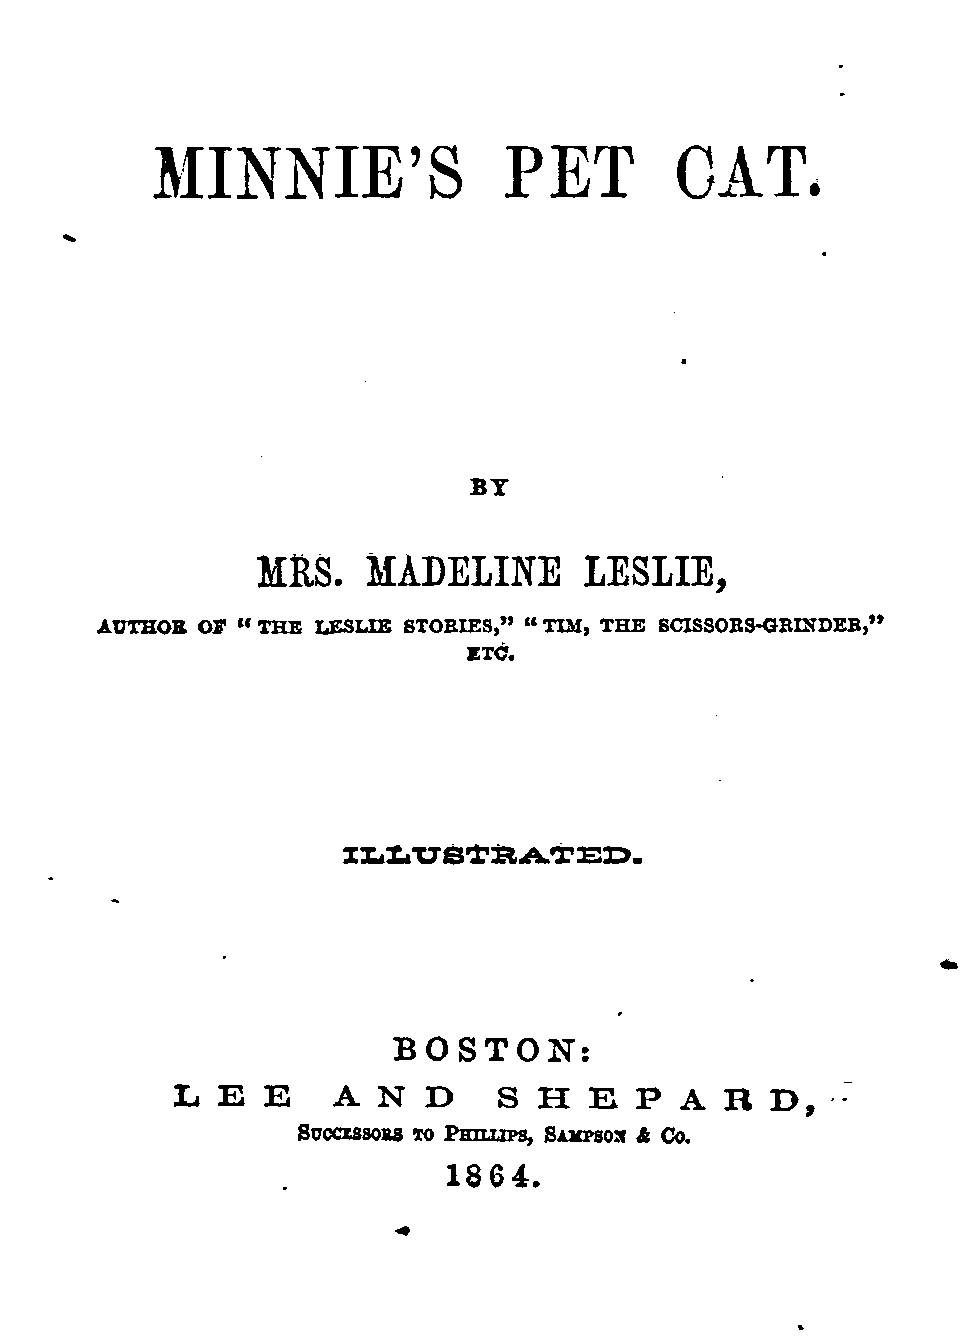 MINNIE'S PET CAT.
BY
MRS. MADELINE LESLIE,
AUTHOR OF "THE LESLIE STORIES," "TIM, THE SCISSORS-GRINDER,"
ETC.
ILLUSTRATED.
BOSTON:
LEE AND SHEPARD,
SUCCESSORS TO PHILLIPS, SAMPSON & CO.
1864.